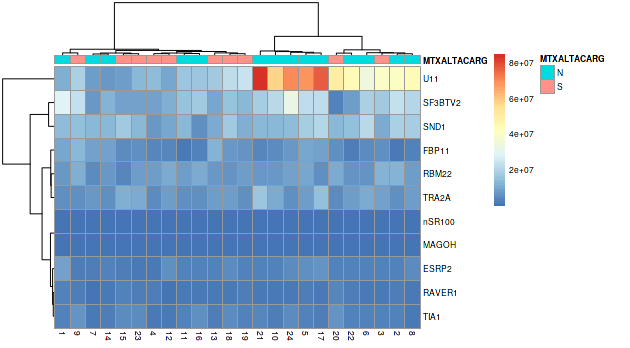 MTXALTACARG
MTXALTACARG
U11
SF3BTV2
SND1
FBP11
RBM22
TRA2A
nSR100
MAGOH
ESRP2
RAVER1
TIA1
8e+07
6e+07
4e+07
2e+07
N
S
1 9 7 14 15 23 4 12 11 16 13 18 19 21 10 24 5 17 20 22 6 3 2 8